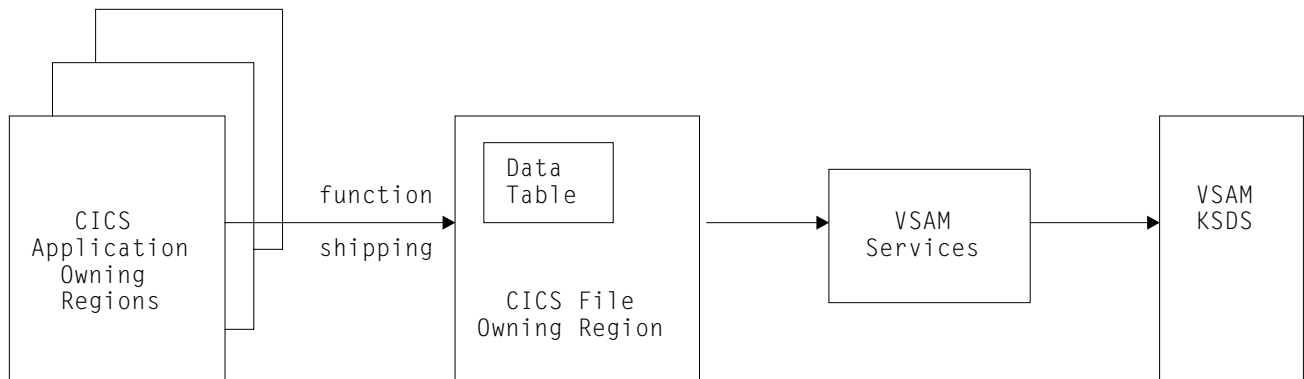 CICS
Application
Owning
Regions
function
shipping
Data
Table
CICS File
Owning Region
VSAM
Services
VSAM
KSDS